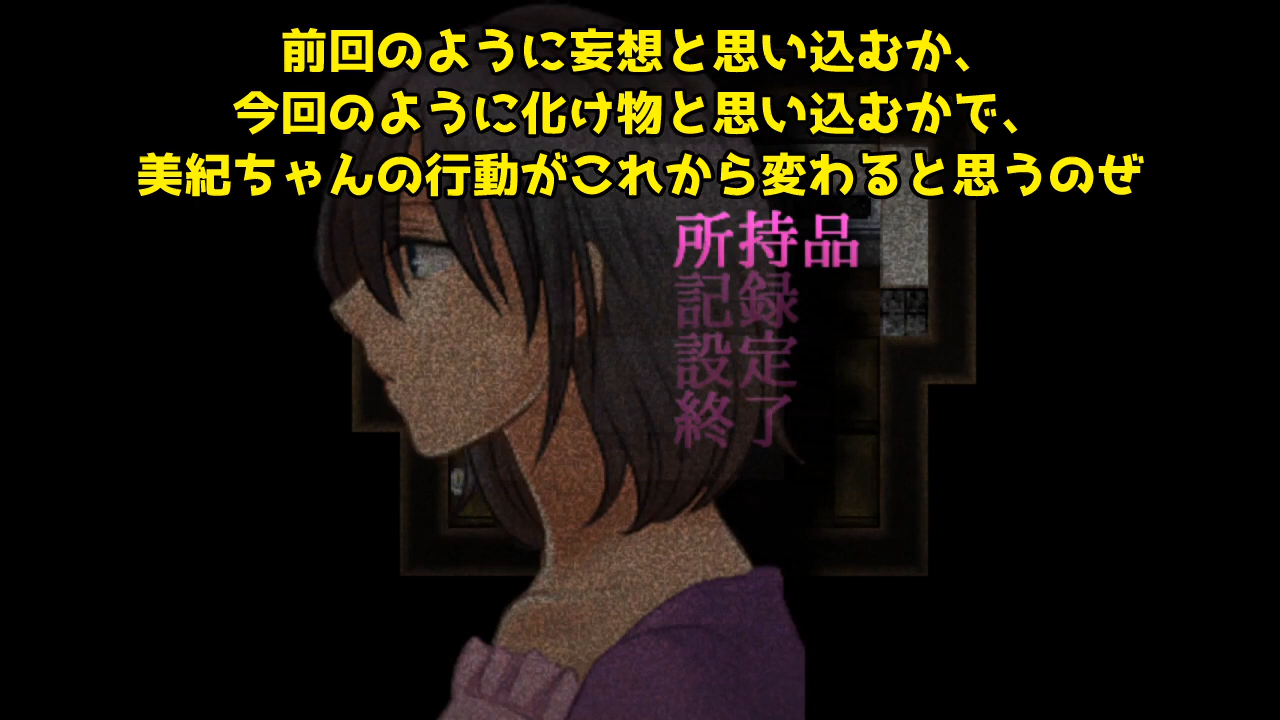 前回のように妄想と思い込むか、
今回のように化け物と思い込むかで、
美紀ちゃんの行動がこれから変わると思うのぜ
所持品
記録
設定
終了